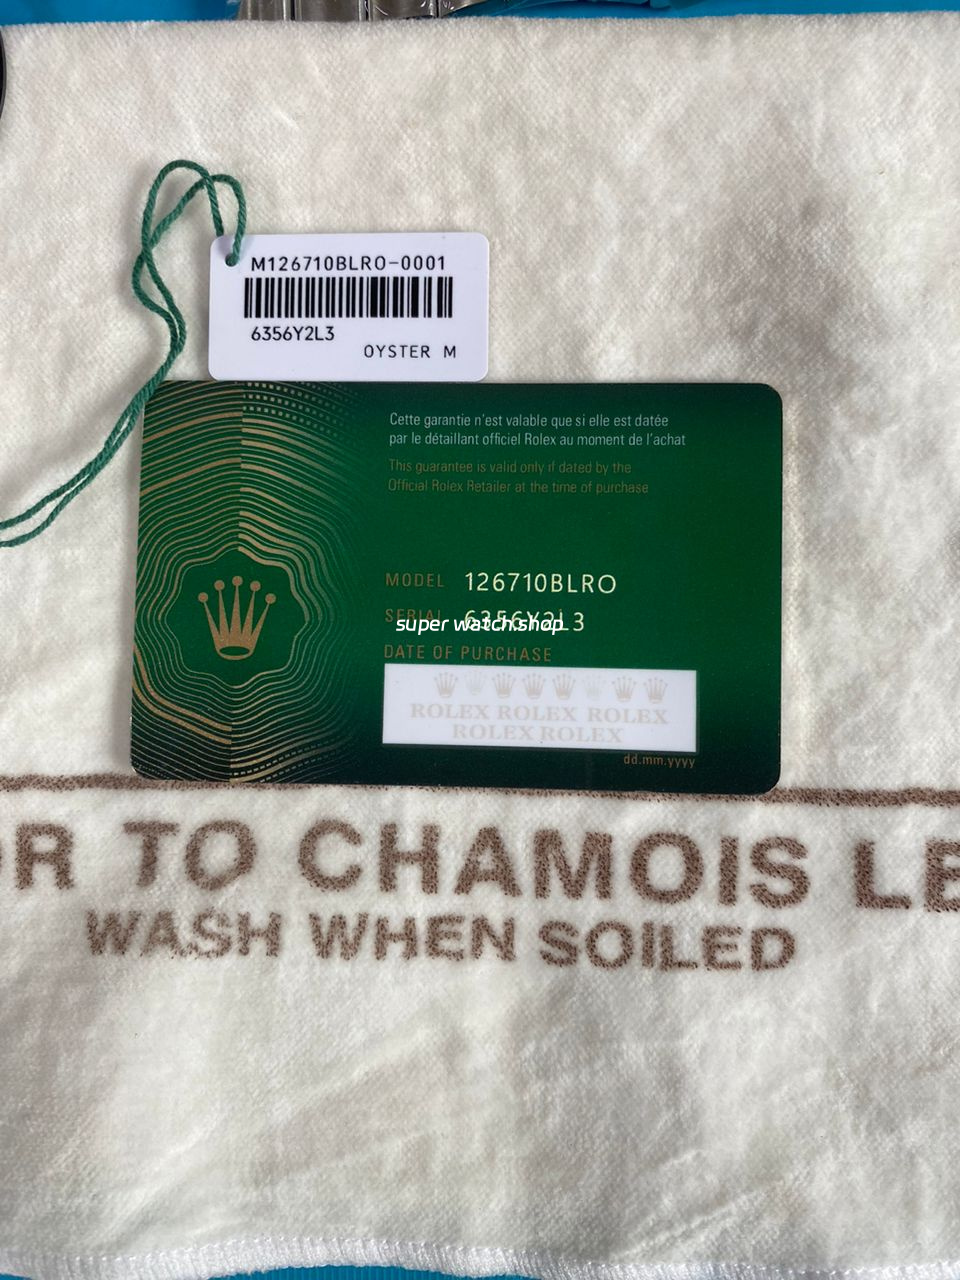 M126710BLRO-0001
6356Y2L3
OYSTER M
Cette garantie n'est valable que si elle est datée
par le détaillant officiel Rolex au moment de l'achat
This guarantee is valid only if dated by the
Official Rolex Retailer at the time of purchase
MODEL 126710BLRO
SERIAL 6356Y2L3
super watch.shop
DATE OF PURCHASE
ROLEX ROLEX ROLEX
ROLEX ROLEX
dd.mm.yyyy
TO CHAMOIS
WASH WHEN SOILED